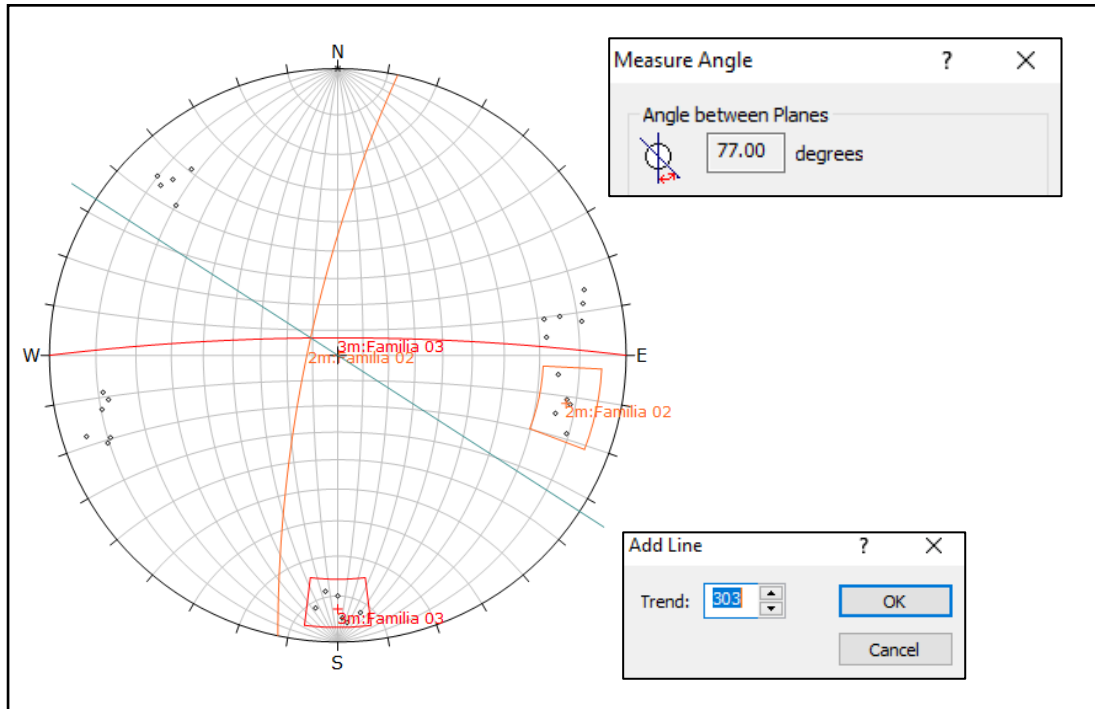 N
Measure Angle ? ×
Angle between Planes
77.00 degrees
W
3m:Familia 03
2m:Familia 02
E
2m:Familia 02
3m:Familia 03
S
Add Line ? ×
Trend: 303 OK
Cancel